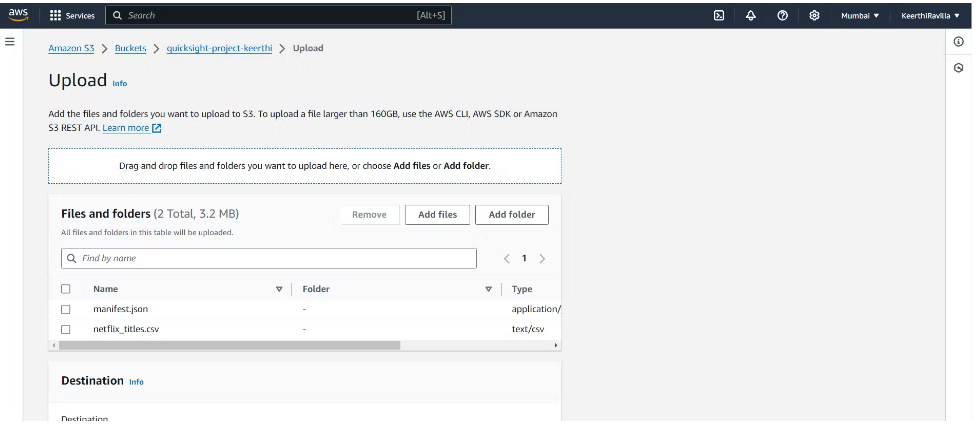 aws Services Search [Alt+S] Mumbai KeerthiRavilla
Amazon S3 Buckets quicksight-project-keerthi Upload
Upload Info
Add the files and folders you want to upload to S3. To upload a file larger than 160GB, use the AWS CLI, AWS SDK or Amazon
S3 REST API. Learn more
Drag and drop files and folders you want to upload here, or choose Add files or Add folder.
Files and folders (2 Total, 3.2 MB) Remove Add files Add folder
All files and folders in this table will be uploaded.
Find by name 1
Name Folder Type
manifest.json - application/
netflix_titles.csv - text/csv
Destination Info
Destination